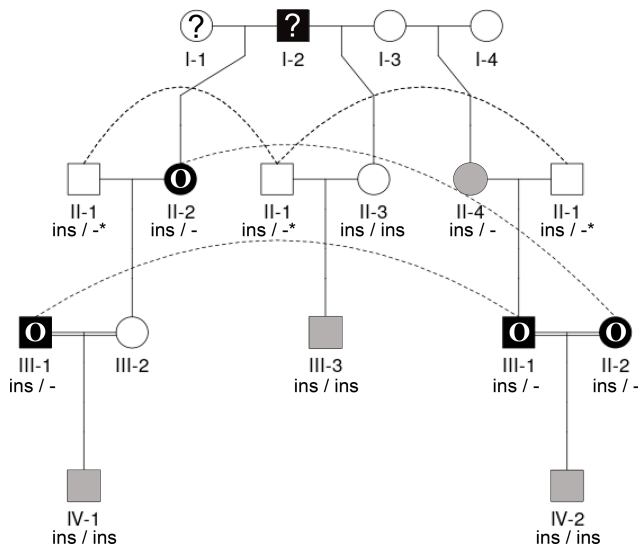 ? ?
I-1 I-2 I-3 I-4
O
II-1 II-2 II-1 II-3 II-4 II-1
ins / -* ins / - ins / -* ins / ins ins / - ins / -*
O O O
III-1 III-2 III-3 III-1 II-2
ins / - ins / ins ins / - ins / -
IV-1 IV-2
ins / ins ins / ins